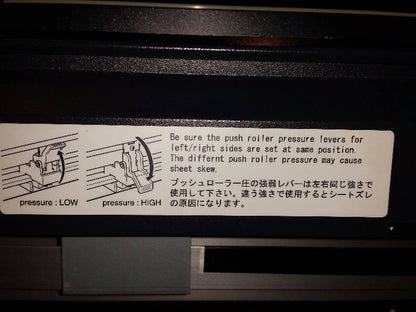 Be sure the push roller pressure levers for
left/right sides are set at same position.
The differnt push roller pressure may cause
sheet skew.
プッシュローラー圧の強弱レバーは左右同じ強さで
使用して下さい。違う強さで使用するとシートズレ
の原因になります。
pressure : LOW
pressure : HIGH